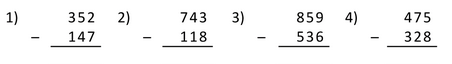 1) 352 2) 743 3) 859 4) 475
− 147 − 118 − 536 − 328